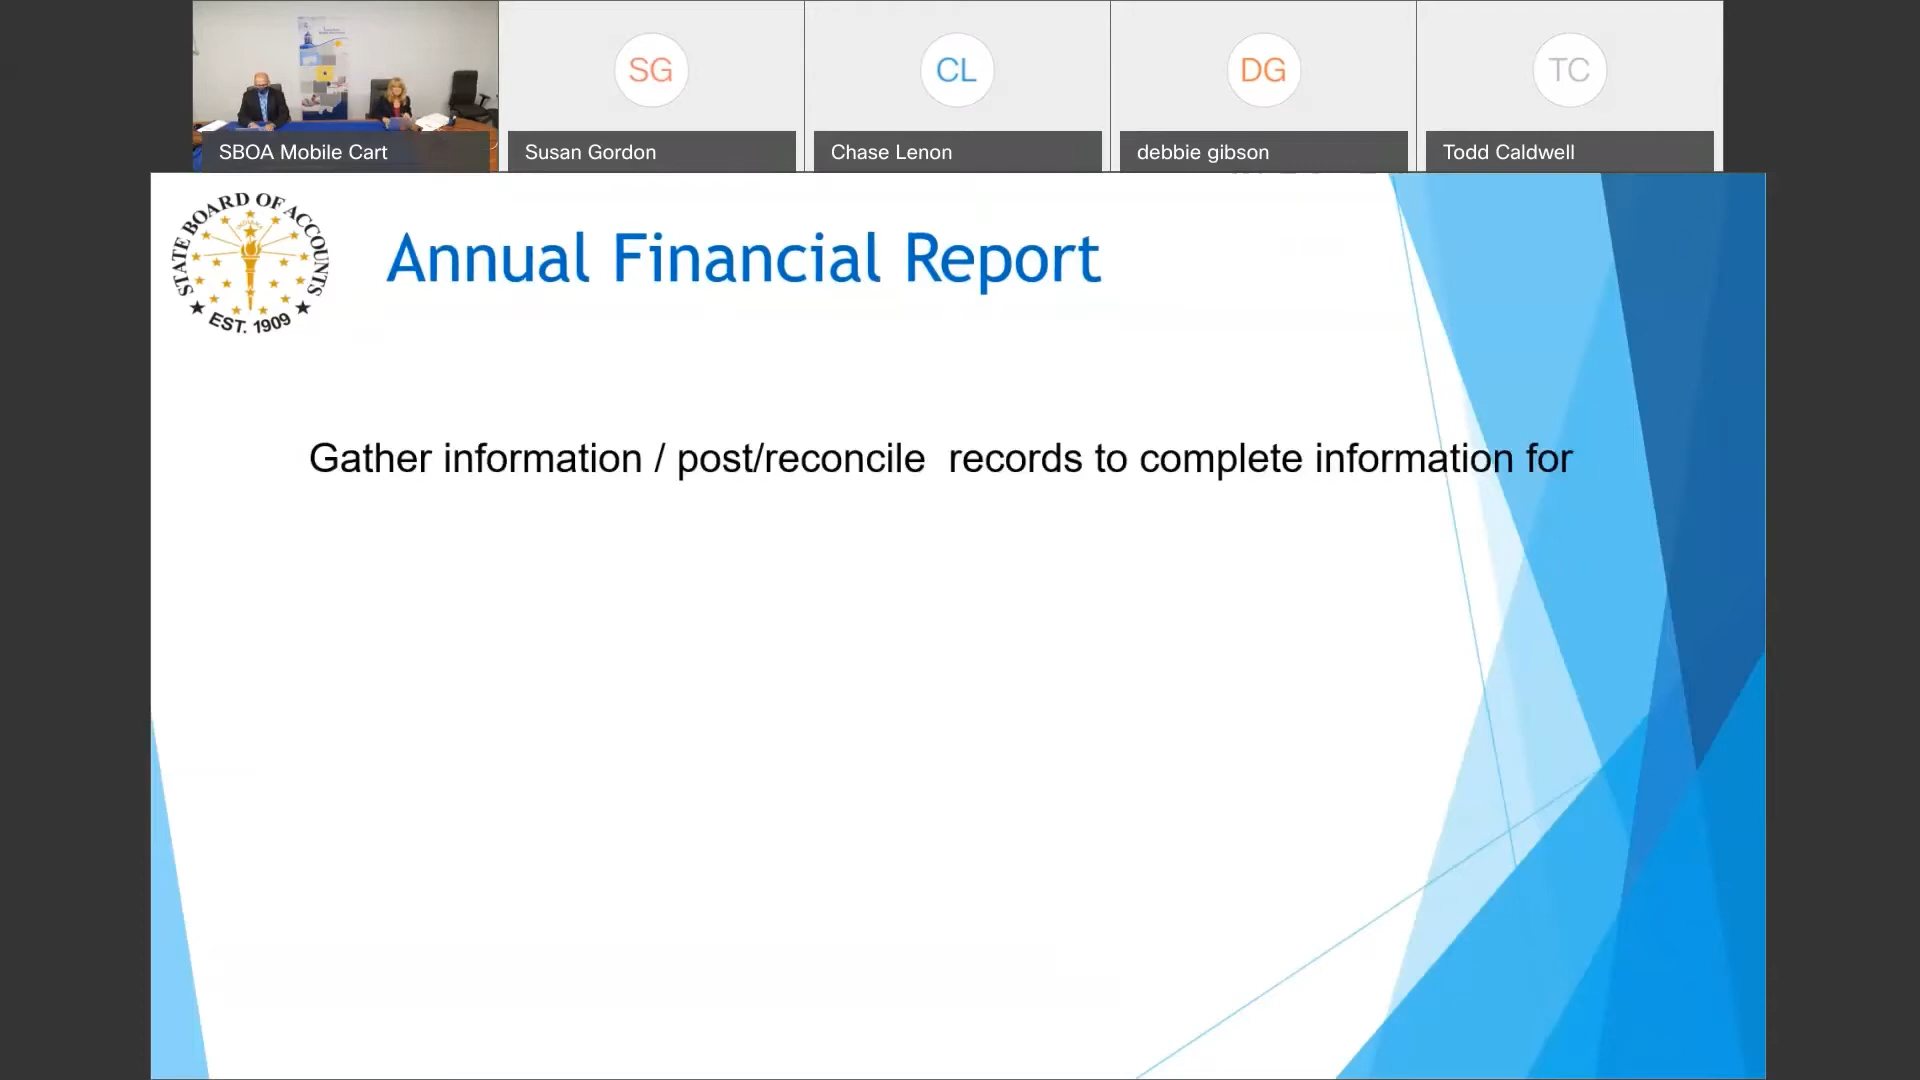 SG
CL
DG
TC
SBOA Mobile Cart
Susan Gordon
Chase Lenon
debbie gibson
Todd Caldwell
STATE BOARD OF ACCOUNTS
EST. 1909
Annual Financial Report
Gather information / post/reconcile  records to complete information for